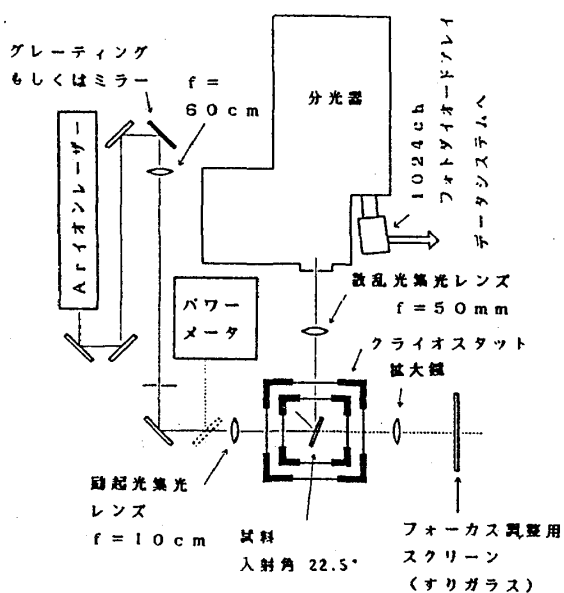 グレーティング
もしくはミラー
f=
60cm
分光器
1024ch
フォトダイオードアレイ
データシステムへ
Arイオンレーザー
パワー
メータ
散乱光集光レンズ
f=50mm
クライオスタット
拡大鏡
励起光集光
レンズ
f=10cm
試料
入射角 22.5°
フォーカス調整用
スクリーン
(すりガラス)